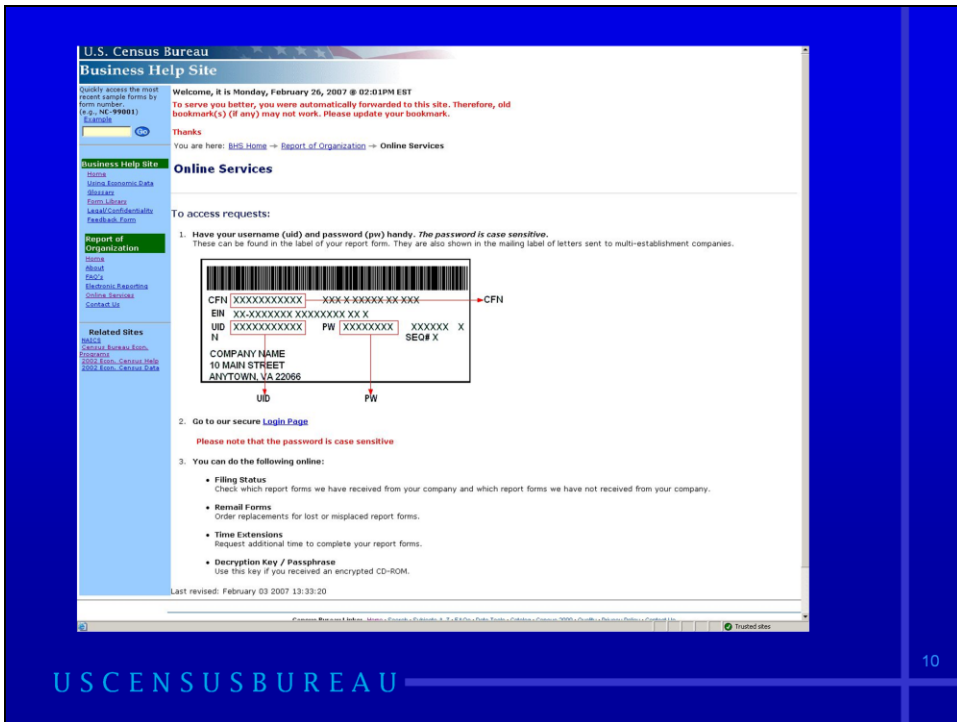 U.S. Census Bureau
Business Help Site
Quickly access the most
recent sample forms by
form number.
(e.g., NC-99001)
Example
Go
Business Help Site
Home
Using Economic Data
Glossary
Form Library
Legal/Confidentiality
Feedback Form
Report of
Organization
Home
About
FAQ's
Electronic Reporting
Online Services
Contact Us
Related Sites
NAICS
Census Bureau Econ.
Programs
2002 Econ. Census Help
2002 Econ. Census Data
Welcome, it is Monday, February 26, 2007 @ 02:01PM EST
To serve you better, you were automatically forwarded to this site. Therefore, old
bookmark(s) (if any) may not work. Please update your bookmark.
Thanks
You are here: BHS Home → Report of Organization → Online Services
Online Services
To access requests:
1. Have your username (uid) and password (pw) handy. The password is case sensitive.
These can be found in the label of your report form. They are also shown in the mailing label of letters sent to multi-establishment companies.
CFN XXXXXXXXXXX XXX X XXXXX XX XXX CFN
EIN XX-XXXXXXX XXXXXXXX XX X
UID XXXXXXXXXXX PW XXXXXXXX XXXXXX X
N SEQ# X
COMPANY NAME
10 MAIN STREET
ANYTOWN, VA 22066
UID PW
2. Go to our secure Login Page
Please note that the password is case sensitive
3. You can do the following online:
• Filing Status
Check which report forms we have received from your company and which report forms we have not received from your company.
• Remail Forms
Order replacements for lost or misplaced report forms.
• Time Extensions
Request additional time to complete your report forms.
• Decryption Key / Passphrase
Use this key if you received an encrypted CD-ROM.
Last revised: February 03 2007 13:33:20
Trusted sites
10
USCENSUSBUREAU